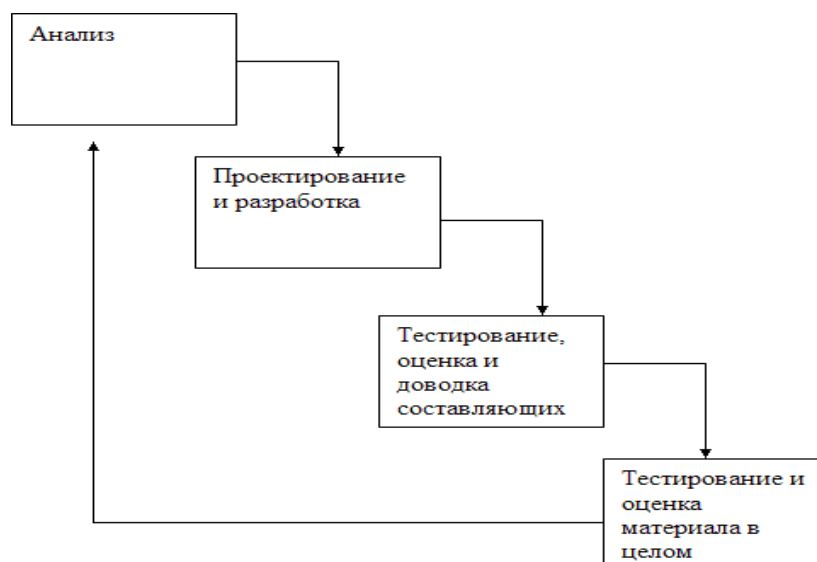 Анализ
Проектирование
и разработка
Тестирование,
оценка и
доводка
составляющих
Тестирование и
оценка
материала в
целом